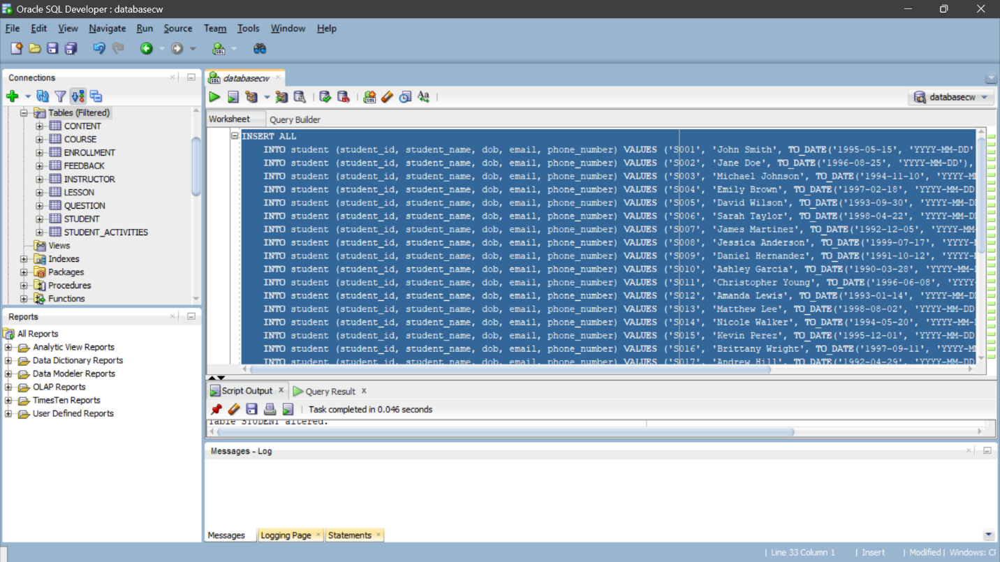 Oracle SQL Developer : databasecw
File Edit View Navigate Run Source Team Tools Window Help
Connections
Tables (Filtered)
CONTENT
COURSE
ENROLLMENT
FEEDBACK
INSTRUCTOR
LESSON
QUESTION
STUDENT
STUDENT_ACTIVITIES
Views
Indexes
Packages
Procedures
Functions
Reports
All Reports
Analytic View Reports
Data Dictionary Reports
Data Modeler Reports
OLAP Reports
TimesTen Reports
User Defined Reports
databasecw
databasecw
Worksheet Query Builder
INSERT ALL
INTO student (student_id, student_name, dob, email, phone_number) VALUES ('S001', 'John Smith', TO_DATE('1995-05-15', 'YYYY-MM-DD'
INTO student (student_id, student_name, dob, email, phone_number) VALUES ('S002', 'Jane Doe', TO_DATE('1996-08-25', 'YYYY-MM-DD'),
INTO student (student_id, student_name, dob, email, phone_number) VALUES ('S003', 'Michael Johnson', TO_DATE('1994-11-10', 'YYYY-M
INTO student (student_id, student_name, dob, email, phone_number) VALUES ('S004', 'Emily Brown', TO_DATE('1997-02-18', 'YYYY-MM-DD
INTO student (student_id, student_name, dob, email, phone_number) VALUES ('S005', 'David Wilson', TO_DATE('1993-09-30', 'YYYY-MM-D
INTO student (student_id, student_name, dob, email, phone_number) VALUES ('S006', 'Sarah Taylor', TO_DATE('1998-04-22', 'YYYY-MM-D
INTO student (student_id, student_name, dob, email, phone_number) VALUES ('S007', 'James Martinez', TO_DATE('1992-12-05', 'YYYY-MM-
INTO student (student_id, student_name, dob, email, phone_number) VALUES ('S008', 'Jessica Anderson', TO_DATE('1999-07-17', 'YYYY-
INTO student (student_id, student_name, dob, email, phone_number) VALUES ('S009', 'Daniel Hernandez', TO_DATE('1991-10-12', 'YYYY-
INTO student (student_id, student_name, dob, email, phone_number) VALUES ('S010', 'Ashley Garcia', TO_DATE('1990-03-28', 'YYYY-MM-
INTO student (student_id, student_name, dob, email, phone_number) VALUES ('S011', 'Christopher Young', TO_DATE('1996-06-08', 'YYYY-
INTO student (student_id, student_name, dob, email, phone_number) VALUES ('S012', 'Amanda Lewis', TO_DATE('1993-01-14', 'YYYY-MM-D
INTO student (student_id, student_name, dob, email, phone_number) VALUES ('S013', 'Matthew Lee', TO_DATE('1998-08-02', 'YYYY-MM-DD
INTO student (student_id, student_name, dob, email, phone_number) VALUES ('S014', 'Nicole Walker', TO_DATE('1994-05-20', 'YYYY-MM-
INTO student (student_id, student_name, dob, email, phone_number) VALUES ('S015', 'Kevin Perez', TO_DATE('1995-12-01', 'YYYY-MM-DD
INTO student (student_id, student_name, dob, email, phone_number) VALUES ('S016', 'Brittany Wright', TO_DATE('1997-09-11', 'YYYY-M
INTO student (student_id, student_name, dob, email, phone_number) VALUES ('S017', 'Andrew Hill', TO_DATE('1992-04-29', 'YYYY-MM-DD
Script Output Query Result
Task completed in 0.046 seconds
Table STUDENT altered.
Messages - Log
Messages Logging Page Statements
Line 33 Column 1 Insert Modified Windows: CR